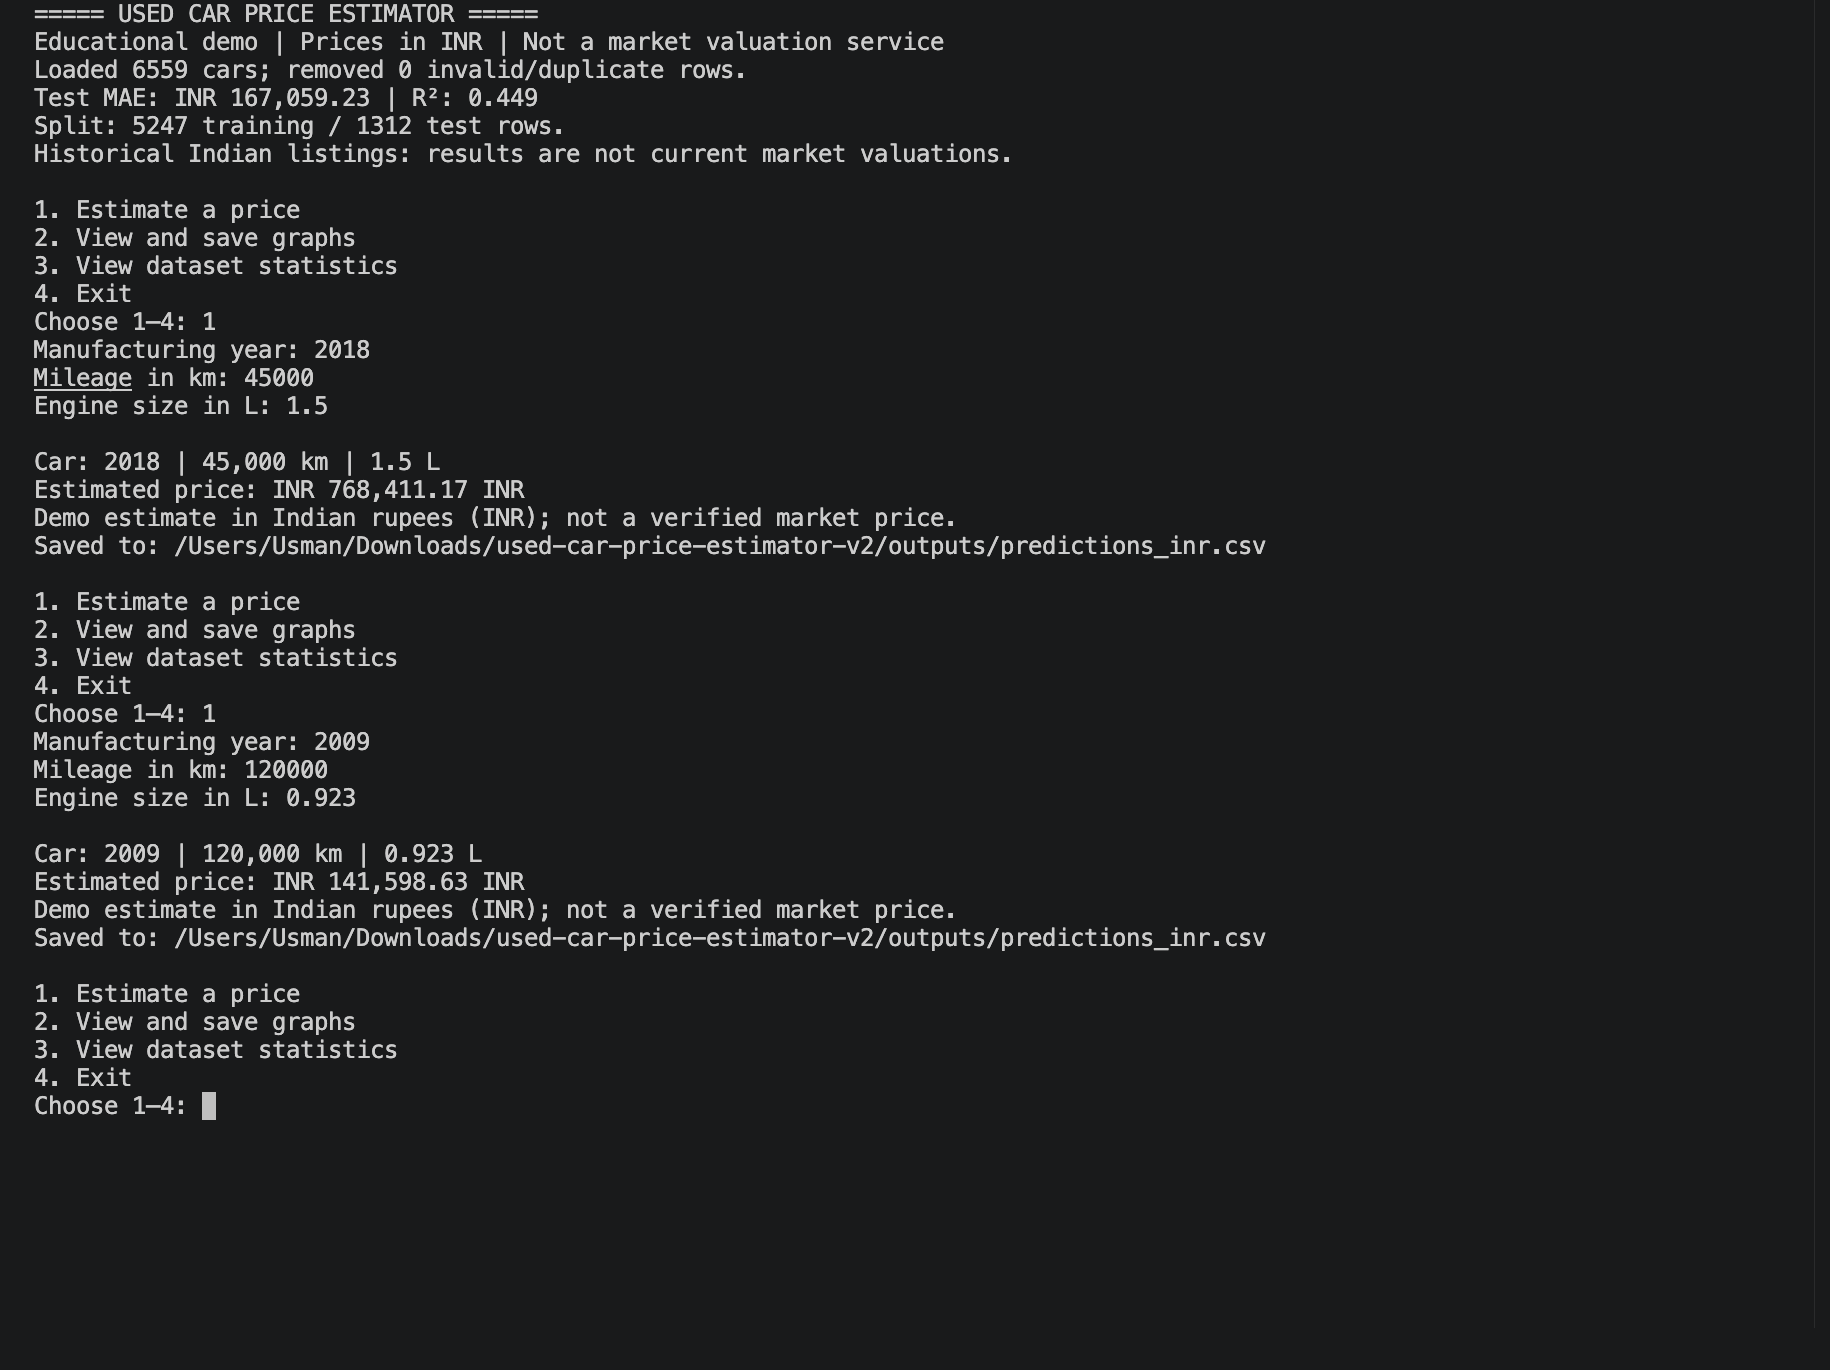 ===== USED CAR PRICE ESTIMATOR =====
Educational demo | Prices in INR | Not a market valuation service
Loaded 6559 cars; removed 0 invalid/duplicate rows.
Test MAE: INR 167,059.23 | R²: 0.449
Split: 5247 training / 1312 test rows.
Historical Indian listings: results are not current market valuations.

1. Estimate a price
2. View and save graphs
3. View dataset statistics
4. Exit
Choose 1–4: 1
Manufacturing year: 2018
Mileage in km: 45000
Engine size in L: 1.5

Car: 2018 | 45,000 km | 1.5 L
Estimated price: INR 768,411.17 INR
Demo estimate in Indian rupees (INR); not a verified market price.
Saved to: /Users/Usman/Downloads/used-car-price-estimator-v2/outputs/predictions_inr.csv

1. Estimate a price
2. View and save graphs
3. View dataset statistics
4. Exit
Choose 1–4: 1
Manufacturing year: 2009
Mileage in km: 120000
Engine size in L: 0.923

Car: 2009 | 120,000 km | 0.923 L
Estimated price: INR 141,598.63 INR
Demo estimate in Indian rupees (INR); not a verified market price.
Saved to: /Users/Usman/Downloads/used-car-price-estimator-v2/outputs/predictions_inr.csv

1. Estimate a price
2. View and save graphs
3. View dataset statistics
4. Exit
Choose 1–4: